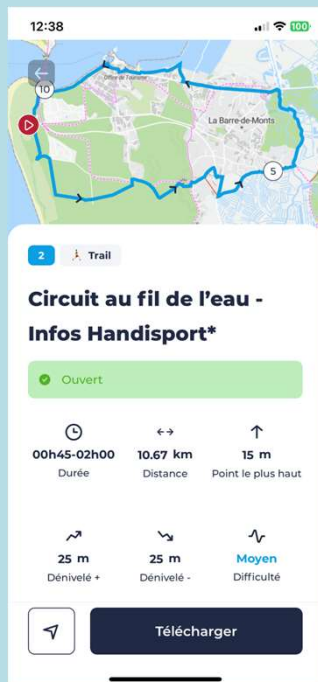 12:38
100
10
Office de Tourisme
La Barre-de-Monts
5
2
Trail
Circuit au fil de l’eau -
Infos Handisport*
Ouvert
00h45-02h00
10.67 km
15 m
Durée
Distance
Point le plus haut
25 m
25 m
Moyen
Dénivelé +
Dénivelé -
Difficulté
Télécharger